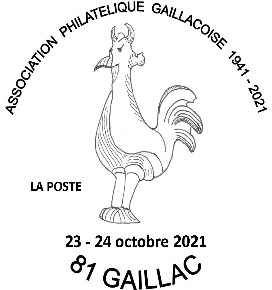 ASSOCIATION PHILATELIQUE GAILLACOISE 1941 - 2021
LA POSTE
23 - 24 octobre 2021
81 GAILLAC